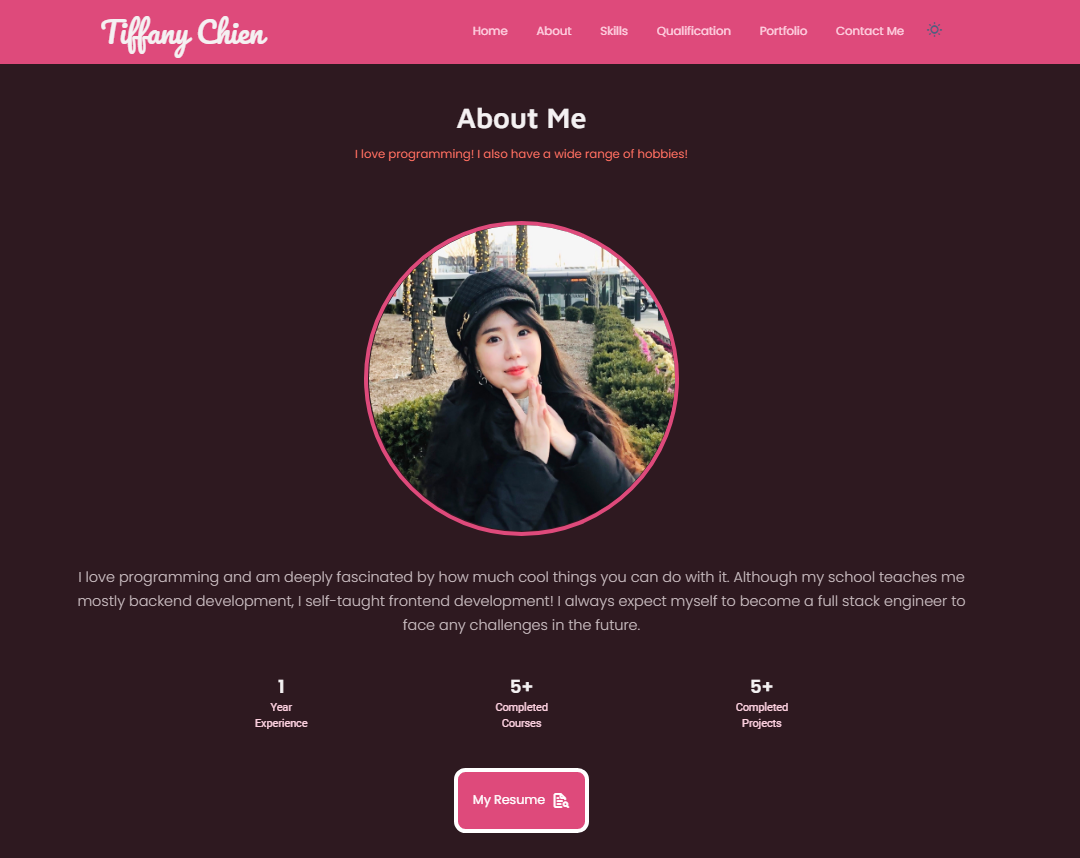 Tiffany Chien
Home About Skills Qualification Portfolio Contact Me
About Me
I love programming! I also have a wide range of hobbies!
I love programming and am deeply fascinated by how much cool things you can do with it. Although my school teaches me
mostly backend development, I self-taught frontend development! I always expect myself to become a full stack engineer to
face any challenges in the future.
1 5+ 5+
Year Completed Completed
Experience Courses Projects
My Resume